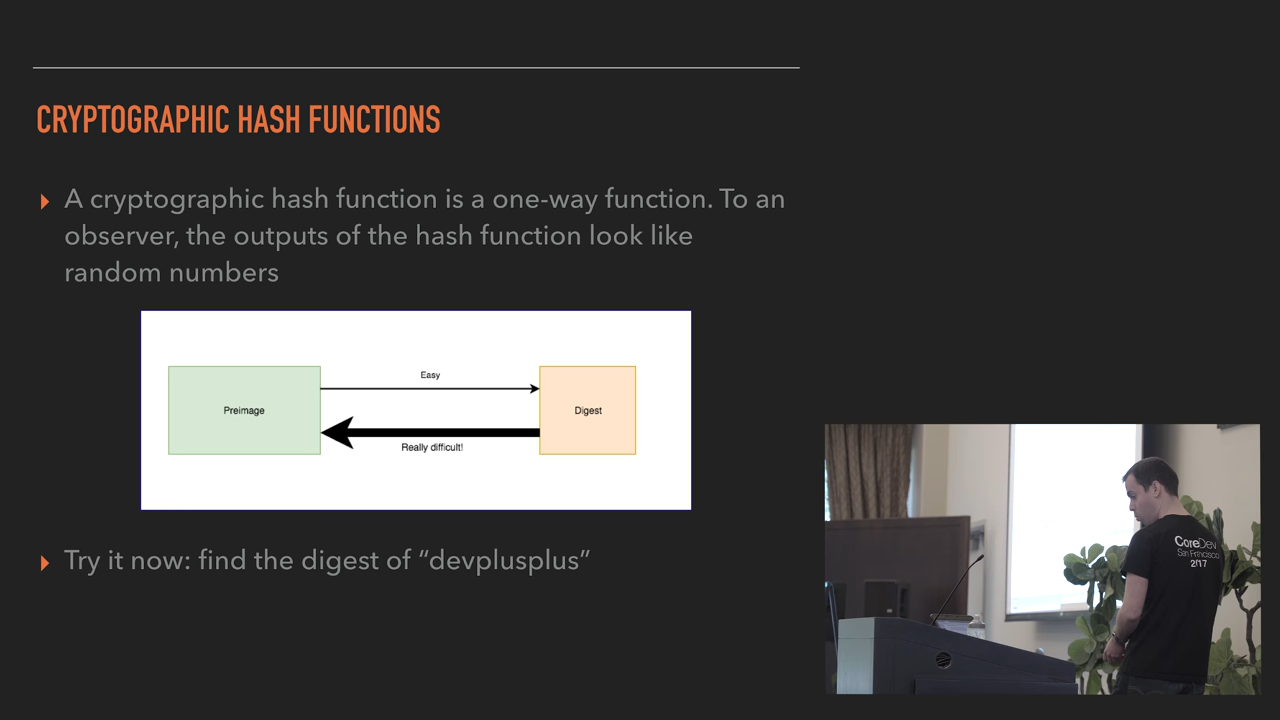 CRYPTOGRAPHIC HASH FUNCTIONS
A cryptographic hash function is a one-way function. To an
observer, the outputs of the hash function look like
random numbers
Easy
Preimage
Digest
Really difficult!
Try it now: find the digest of “devplusplus”
CoreDev
San Francisco
2017